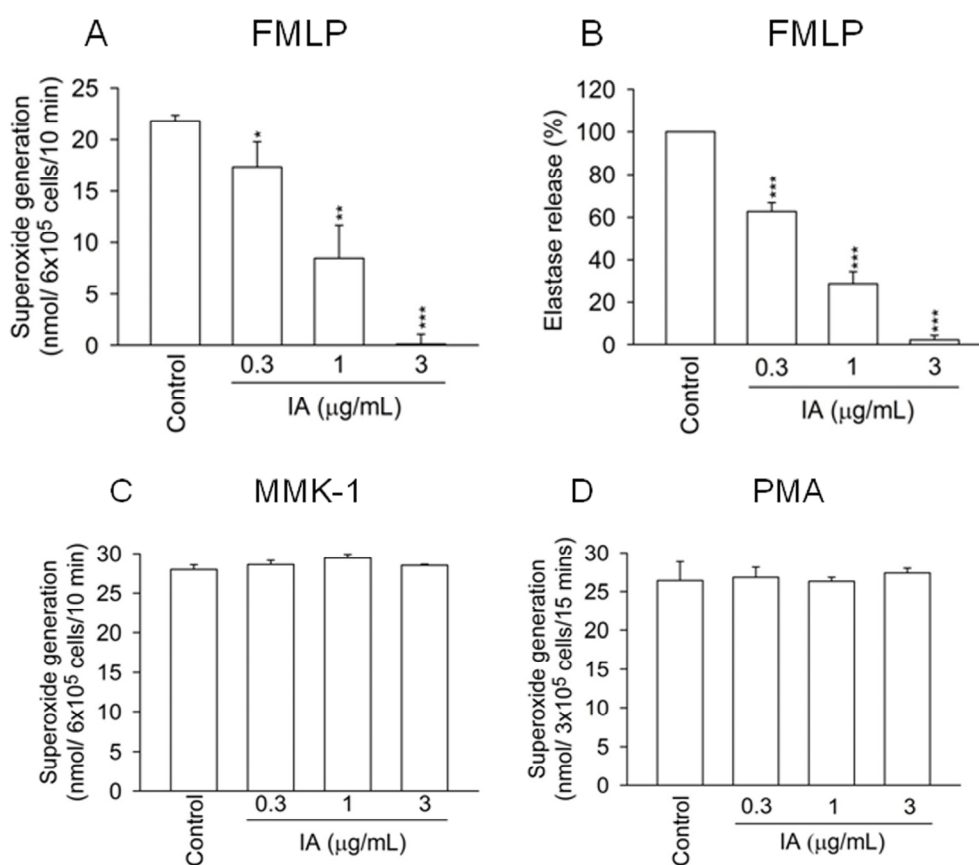 A FMLP
Superoxide generation
(nmol/ 6x10⁵ cells/10 min)
25
20
15
10
5
0
*
**
***
Control
0.3 1 3
IA (μg/mL)
B FMLP
Elastase release (%)
120
100
80
60
40
20
0
***
***
***
Control
0.3 1 3
IA (μg/mL)
C MMK-1
Superoxide generation
(nmol/ 6x10⁵ cells/10 min)
30
25
20
15
10
5
0
Control
0.3 1 3
IA (μg/mL)
D PMA
Superoxide generation
(nmol/ 3x10⁵ cells/15 mins)
30
25
20
15
10
5
0
Control
0.3 1 3
IA (μg/mL)